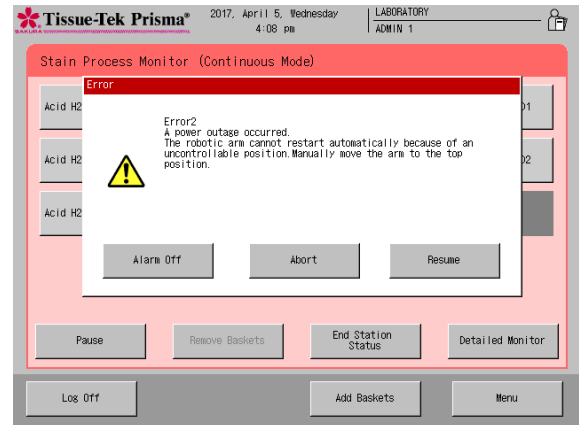 Tissue-Tek Prisma®
SAKURA
2017, April 5, Wednesday
4:08 pm
LABORATORY
ADMIN 1
Stain Process Monitor (Continuous Mode)
Error
Acid H2
Acid H2
Acid H2
01
02
Error2
A power outage occurred.
The robotic arm cannot restart automatically because of an
uncontrollable position.Manually move the arm to the top
position.
Alarm Off
Abort
Resume
Pause
Remove Baskets
End Station
Status
Detailed Monitor
Log Off
Add Baskets
Menu